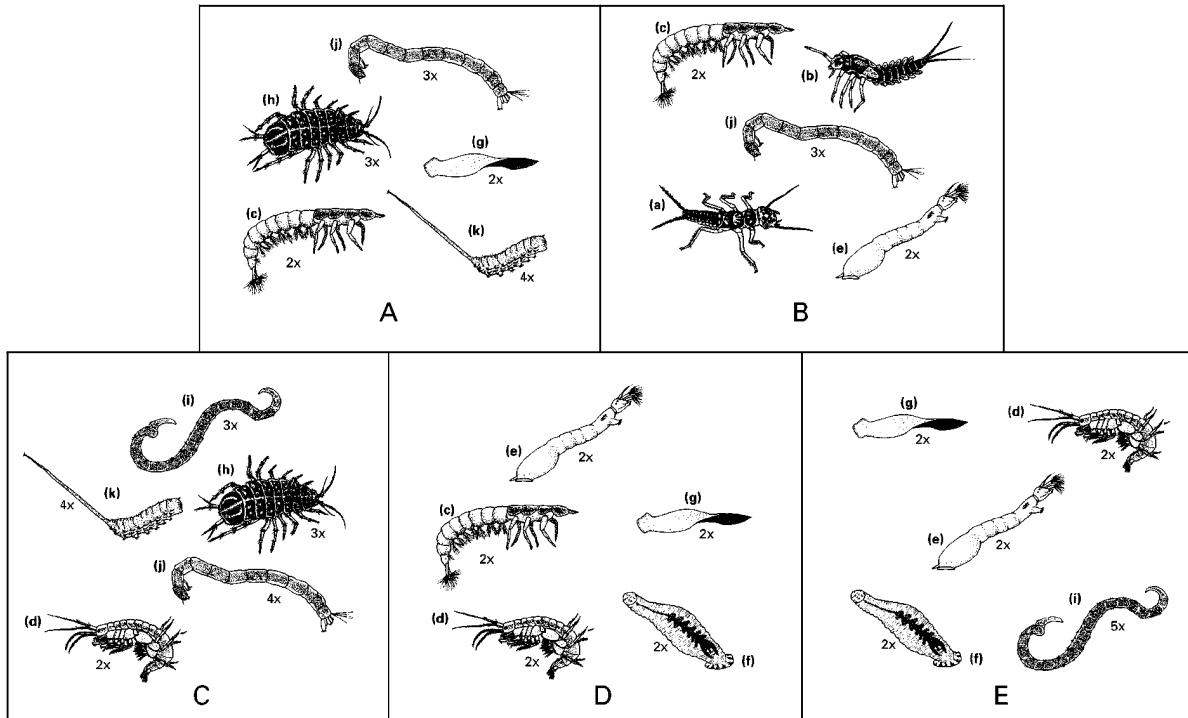 (j)
3x
(h)
3x
(g)
2x
(c)
2x
(k)
4x
A
(c)
2x
(b)
(j)
3x
(a)
(e)
2x
B
(i)
3x
(k)
4x
(h)
3x
(j)
4x
(d)
2x
C
(e)
2x
(c)
2x
(g)
2x
(d)
2x
(f)
2x
D
(g)
2x
(d)
2x
(e)
2x
(f)
2x
(i)
5x
E